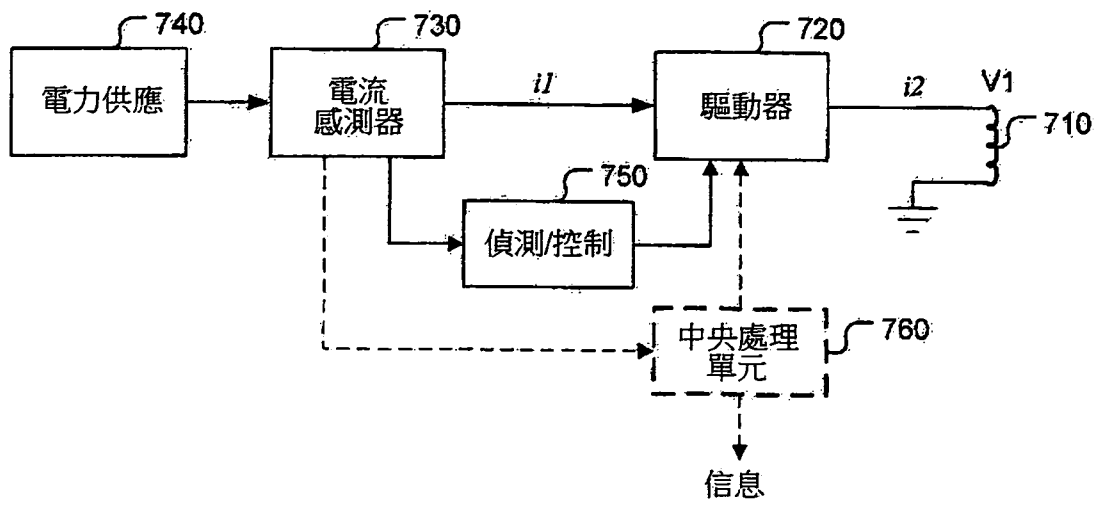 740
730
720
電力供應
電流
感測器
i1
驅動器
i2
V1
710
750
偵測/控制
中央處理
單元
760
信息